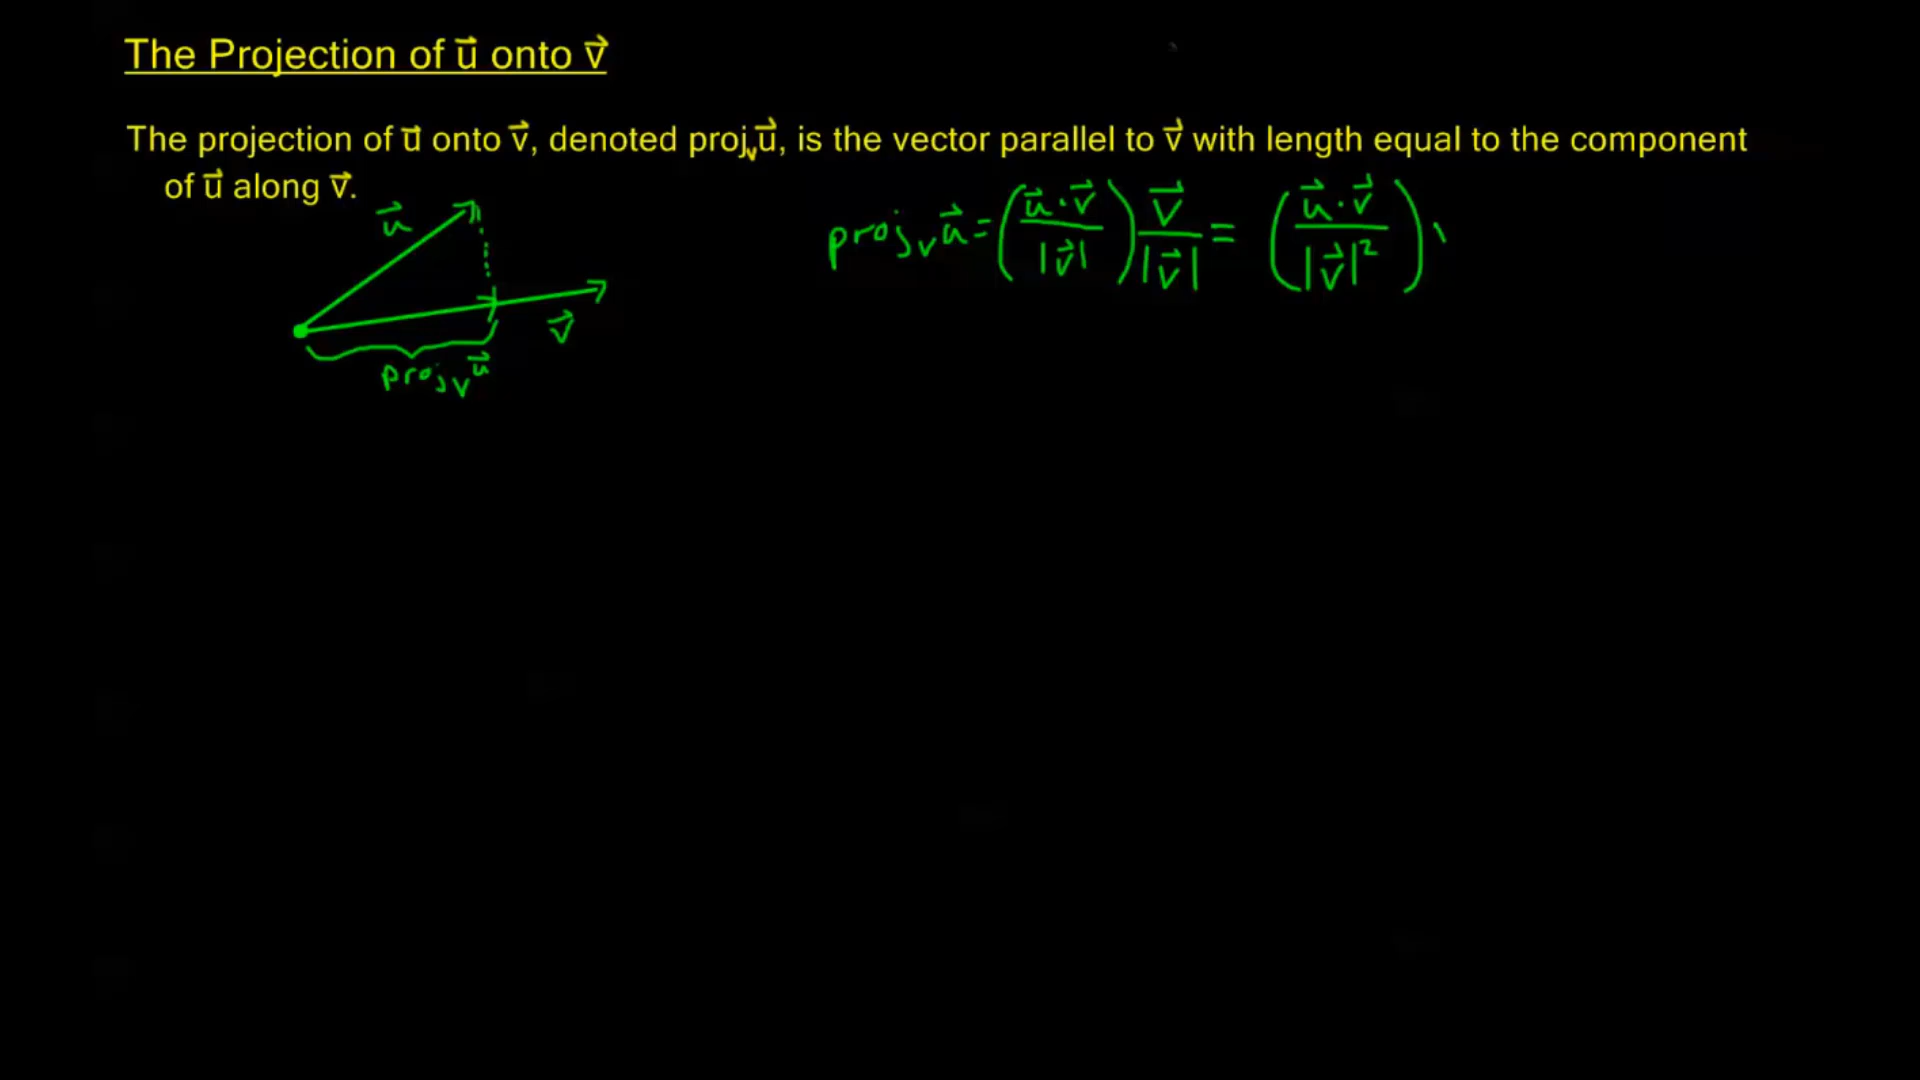 The Projection of u⃗ onto v⃗
The projection of u⃗ onto v⃗, denoted projᵥu⃗, is the vector parallel to v⃗ with length equal to the component
of u⃗ along v⃗.
projᵥu⃗ = (u⃗·v⃗ / |v⃗|) v⃗ / |v⃗| = (u⃗·v⃗ / |v⃗|²)
u⃗
v⃗
projᵥu⃗